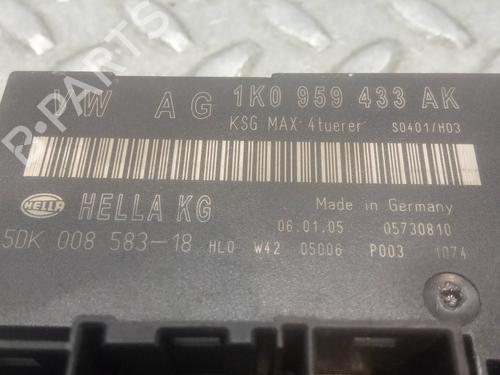 VW AG 1K0 959 433 AK
KSG MAX-4tuerer S0401/H03
HELLA HELLA KG Made in Germany
06.01.05 05730810
5DK 008 583-18 HLO W42 05006 P003 1074
R-PARTS